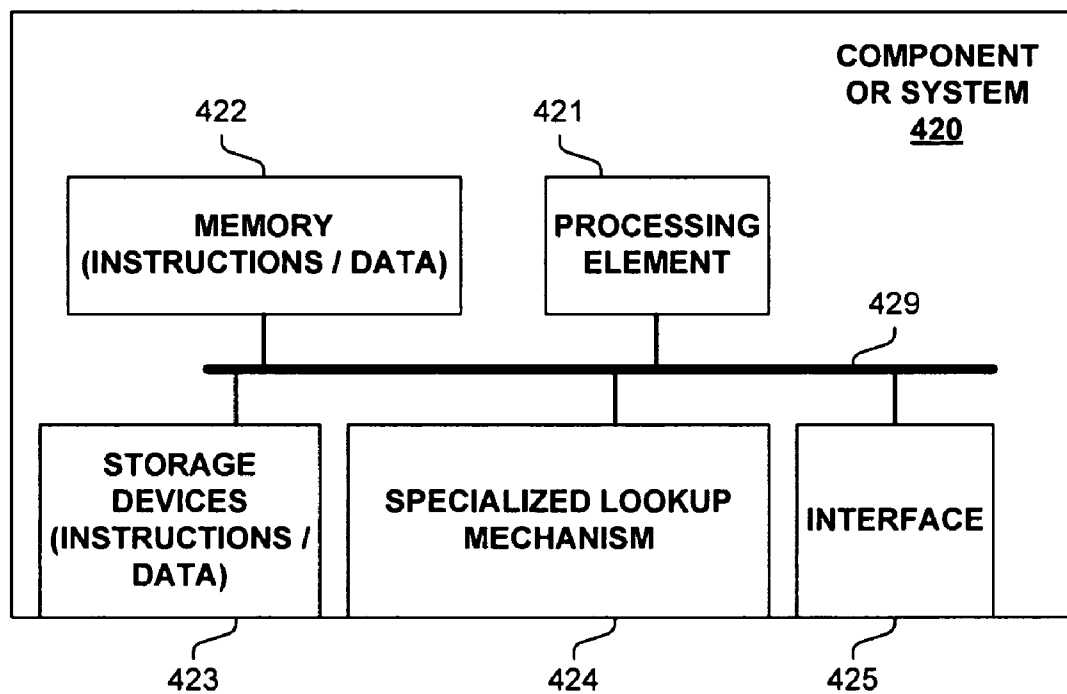 COMPONENT
OR SYSTEM
420
422
421
MEMORY
(INSTRUCTIONS / DATA)
PROCESSING
ELEMENT
429
STORAGE
DEVICES
(INSTRUCTIONS /
DATA)
SPECIALIZED LOOKUP
MECHANISM
INTERFACE
423
424
425